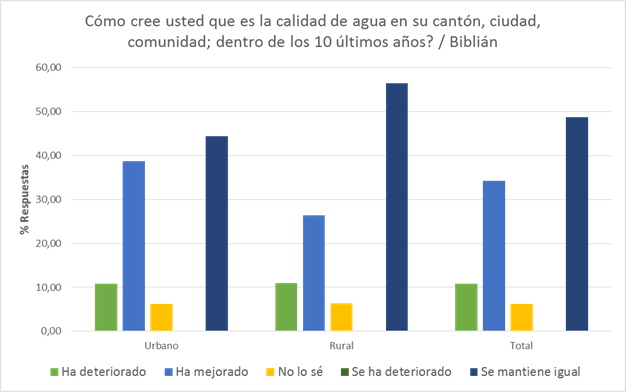 Cómo cree usted que es la calidad de agua en su cantón, ciudad,
comunidad; dentro de los 10 últimos años? / Biblián
60,00
50,00
40,00
30,00
20,00
10,00
0,00
% Respuestas
Urbano Rural Total
Ha deteriorado Ha mejorado No lo sé Se ha deteriorado Se mantiene igual